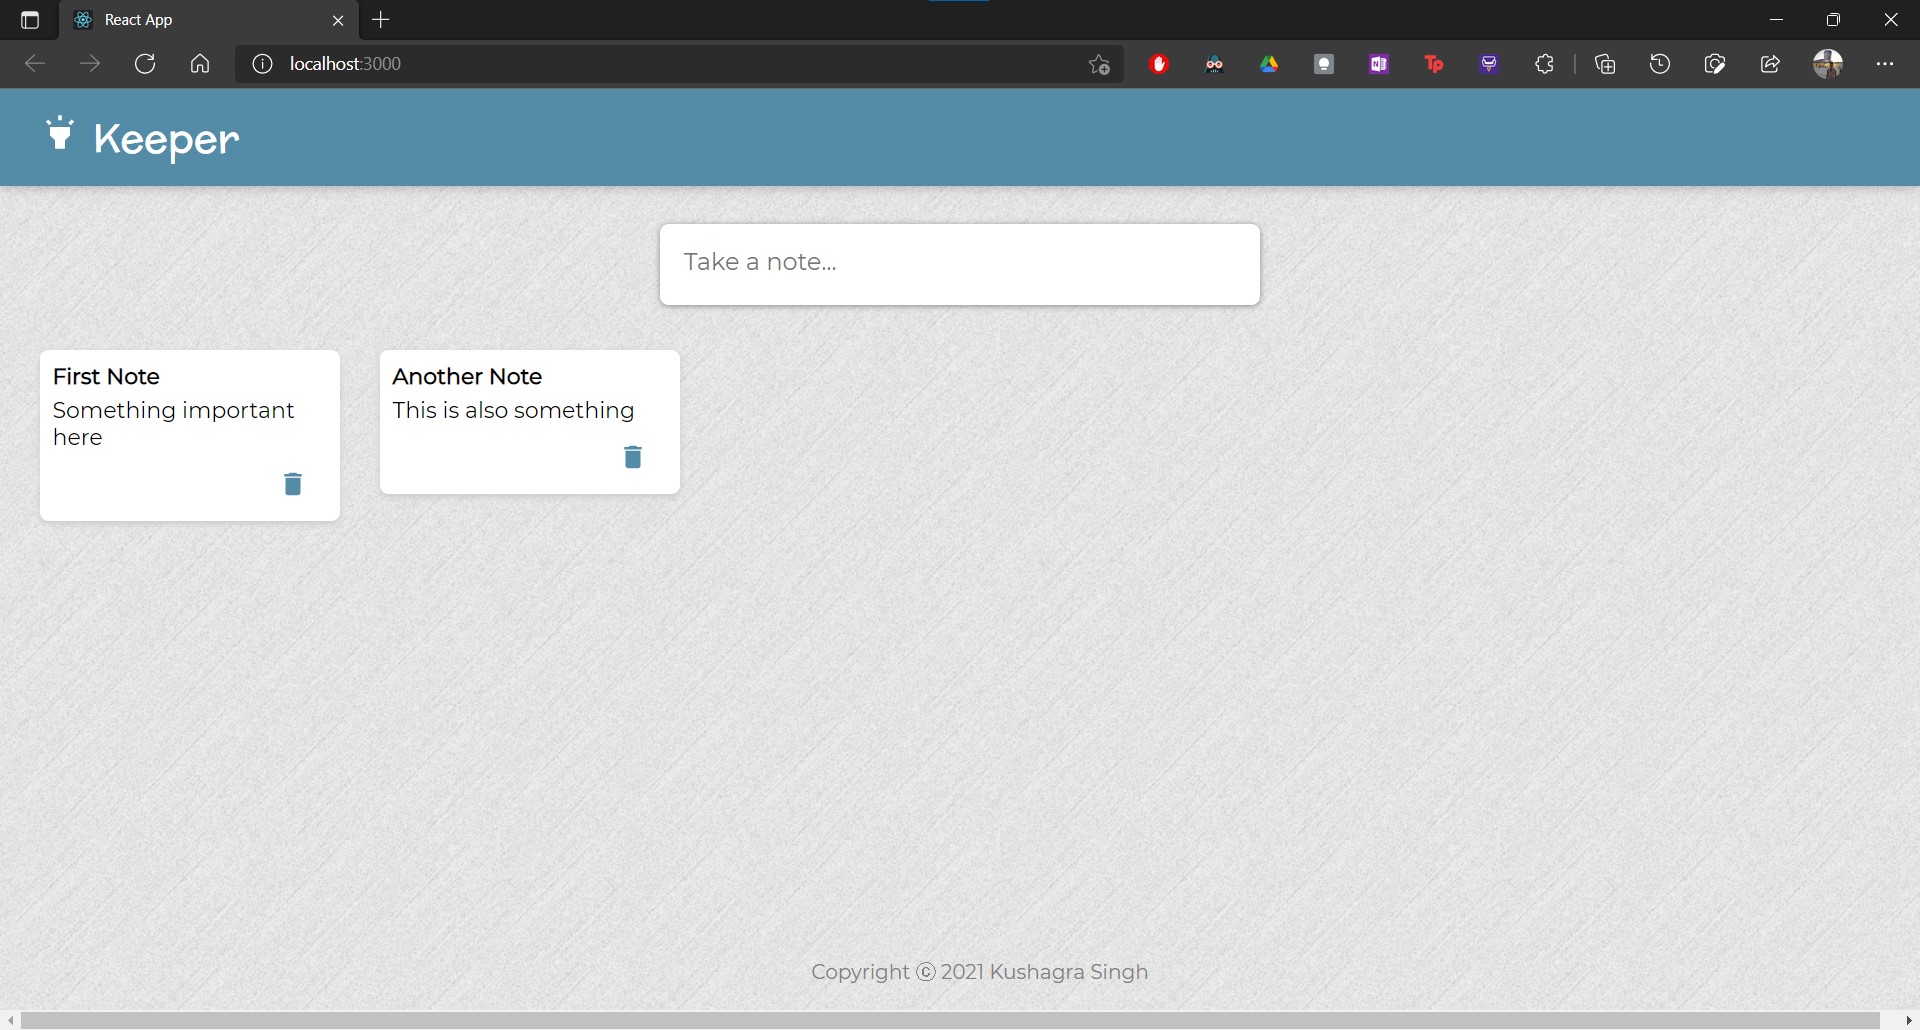 React App
localhost:3000
Tp
Keeper
Take a note...
First Note
Something important
here
Another Note
This is also something
Copyright ⓒ 2021 Kushagra Singh